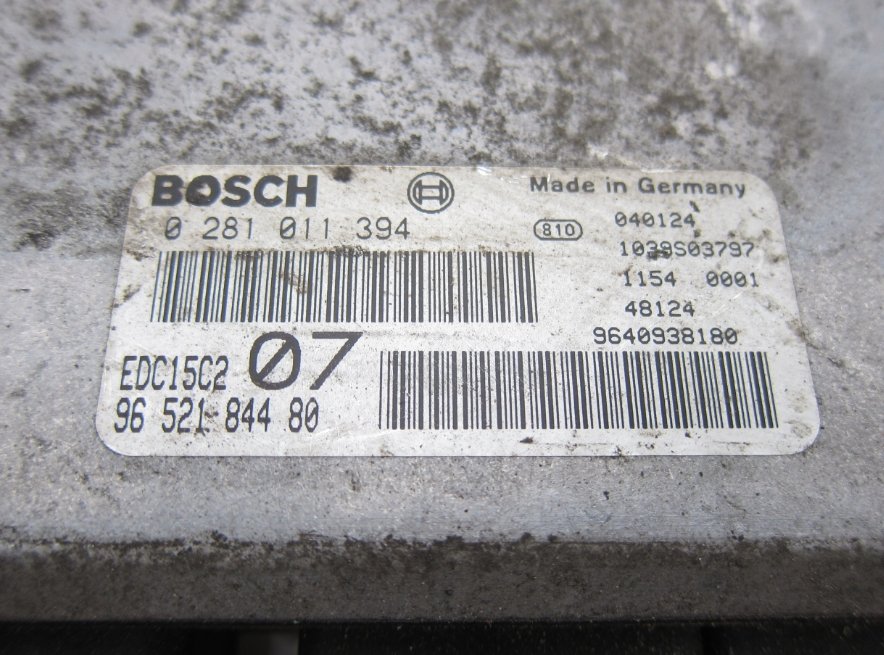 BOSCH
Made in Germany
0 281 011 394
810
040124
1039S03797
1154 0001
48124
9640938180
EDC15C2 07
96 521 844 80